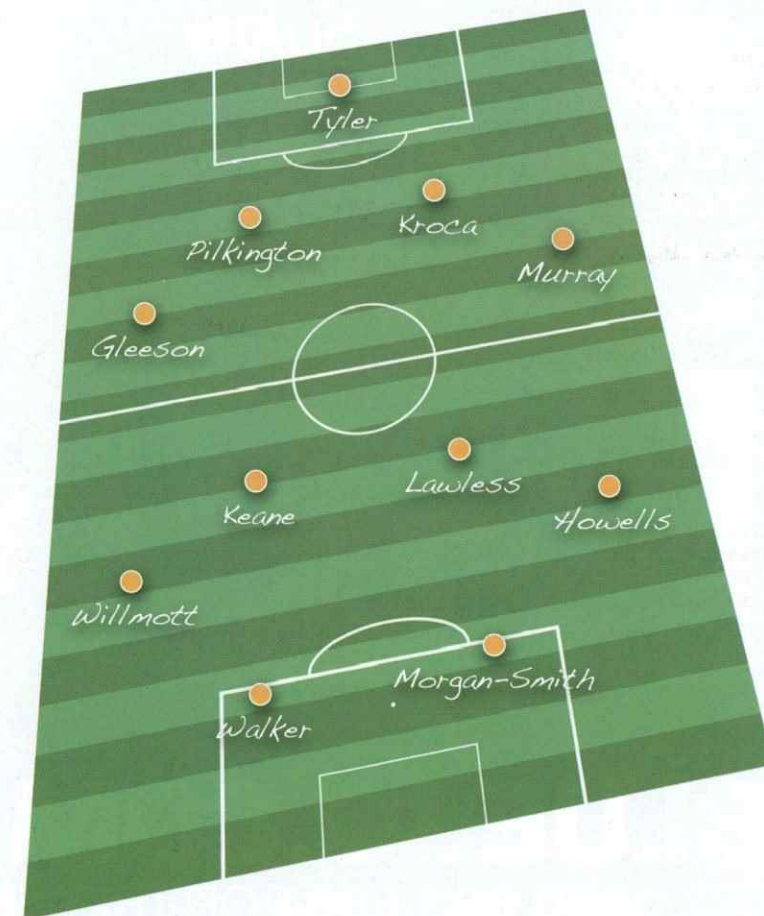 Tyler
Kroca
Pilkington
Murray
Gleeson
Lawless
Keane
Howells
Willmott
Morgan-Smith
Walker